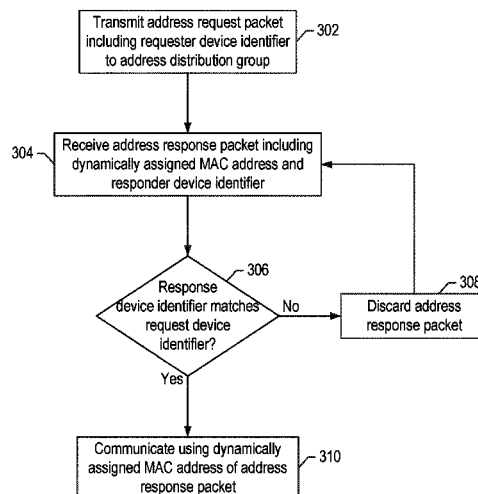 Transmit address request packet
including requester device identifier
to address distribution group
302
304
Receive address response packet including
dynamically assigned MAC address and
responder device identifier
306
Response
device identifier matches
request device
identifier?
No
308
Discard address
response packet
Yes
Communicate using dynamically
assigned MAC address of address
response packet
310